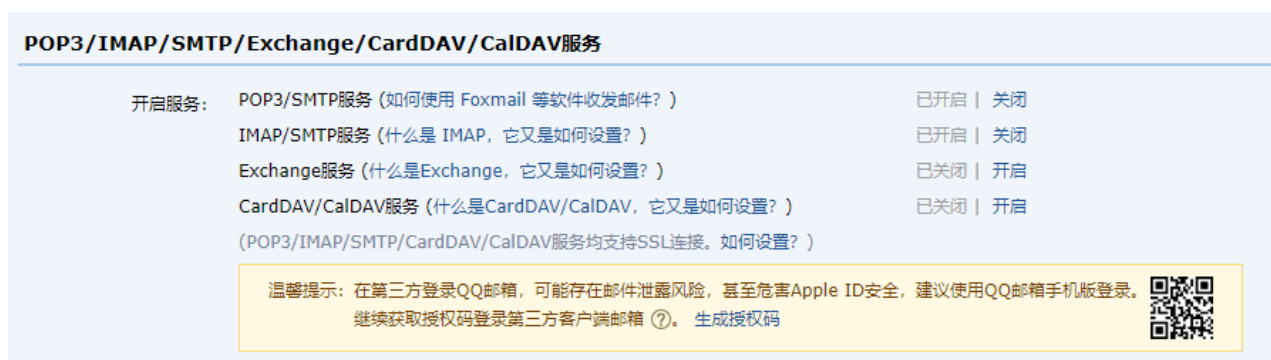 POP3/IMAP/SMTP/Exchange/CardDAV/CalDAV服务
开启服务： POP3/SMTP服务 (如何使用 Foxmail 等软件收发邮件？) 已开启 | 关闭
IMAP/SMTP服务 (什么是 IMAP，它又是如何设置？) 已开启 | 关闭
Exchange服务 (什么是Exchange，它又是如何设置？) 已关闭 | 开启
CardDAV/CalDAV服务 (什么是CardDAV/CalDAV，它又是如何设置？) 已关闭 | 开启
(POP3/IMAP/SMTP/CardDAV/CalDAV服务均支持SSL连接。如何设置？)
温馨提示：在第三方登录QQ邮箱，可能存在邮件泄露风险，甚至危害Apple ID安全，建议使用QQ邮箱手机版登录。
继续获取授权码登录第三方客户端邮箱 ?。 生成授权码